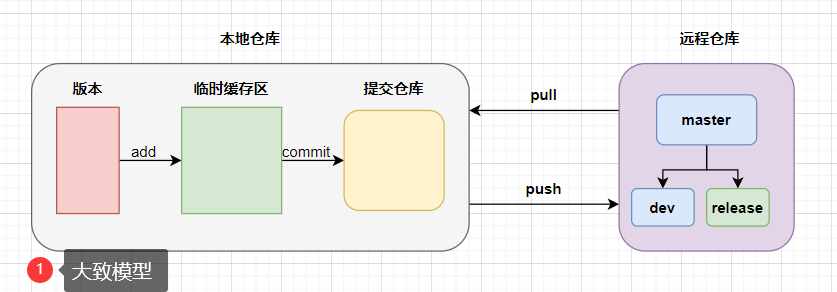 本地仓库
远程仓库
版本
临时缓存区
提交仓库
add
commit
pull
push
master
dev
release
1
大致模型